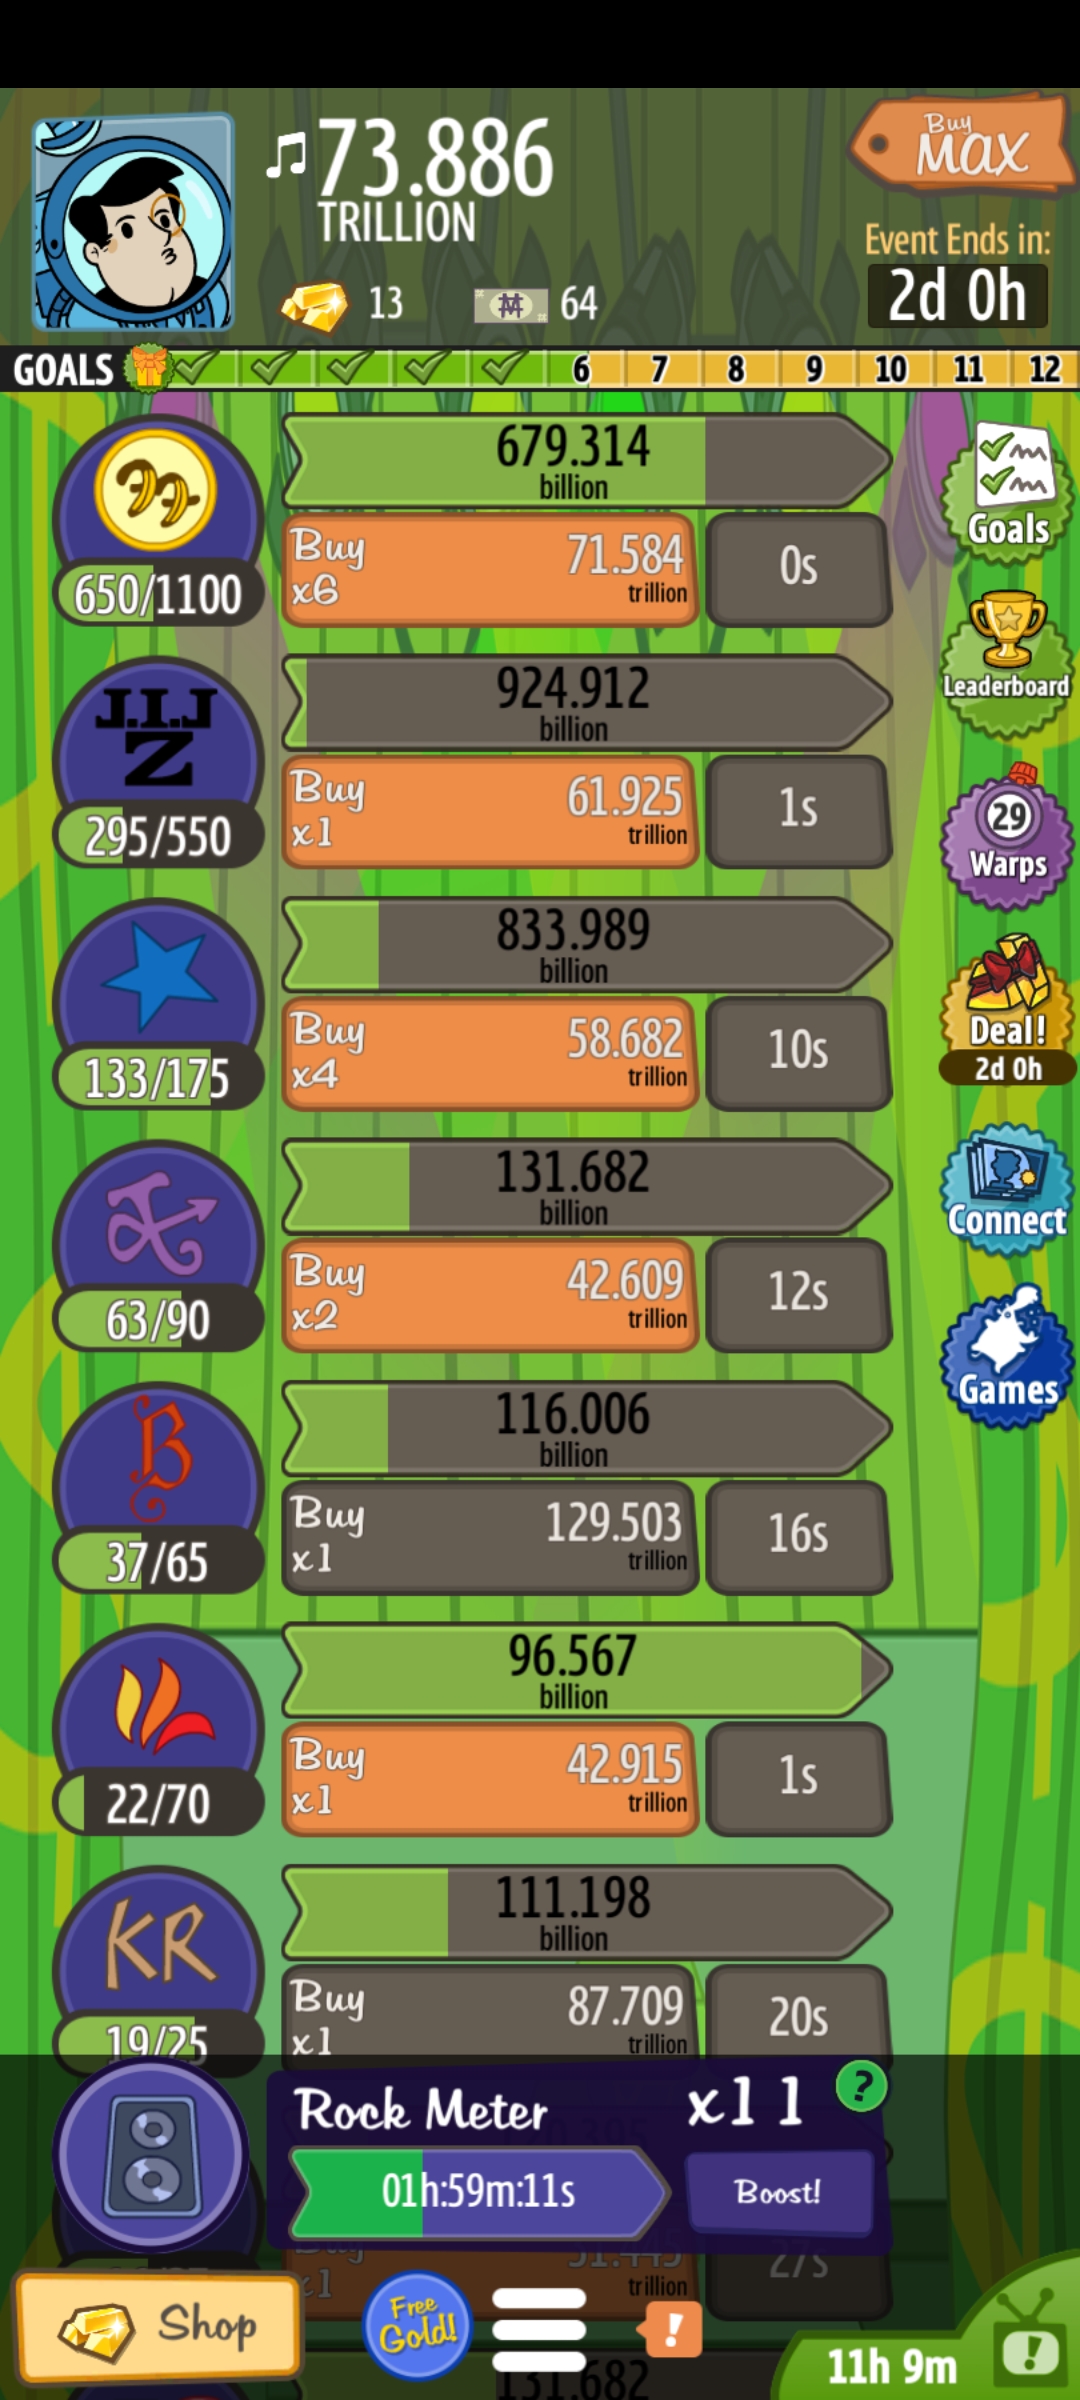 73.886
TRILLION
Buy
MAX
Event Ends in:
2d 0h
13
64
GOALS 6 7 8 9 10 11 12
679.314
billion
Buy 71.584
x6 trillion
0s
650/1100
Goals
J.I.J
Z
924.912
billion
Buy 61.925
x1 trillion
1s
295/550
Leaderboard
29
Warps
833.989
billion
Buy 58.682
x4 trillion
10s
133/175
Deal!
2d 0h
131.682
billion
Buy 42.609
x2 trillion
12s
63/90
Connect
B
116.006
billion
Buy 129.503
x1 trillion
16s
37/65
Games
96.567
billion
Buy 42.915
x1 trillion
1s
22/70
KR
111.198
billion
Buy 87.709
x1 trillion
20s
19/25
Rock Meter
x11
?
01h:59m:11s
Boost!
Buy 51.445
x1 trillion
27s
Shop
Free
Gold!
!
11h 9m
!
131.682